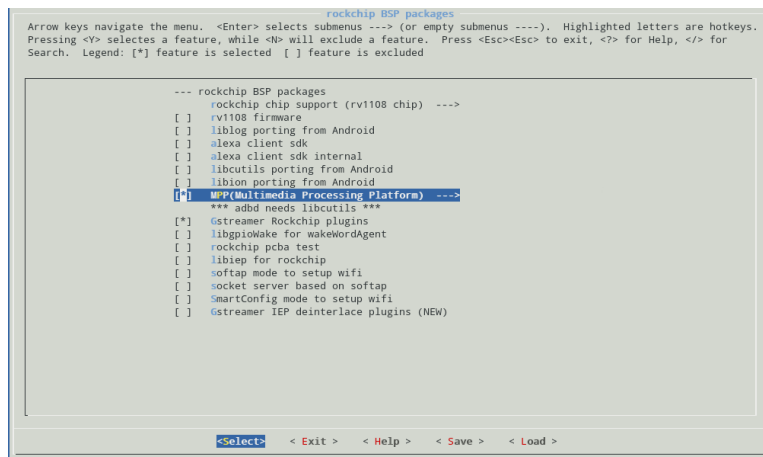 rockchip BSP packages
Arrow keys navigate the menu.  <Enter> selects submenus ---> (or empty submenus ----).  Highlighted letters are hotkeys.
Pressing <Y> selectes a feature, while <N> will exclude a feature.  Press <Esc><Esc> to exit, <?> for Help, </> for
Search.  Legend: [*] feature is selected  [ ] feature is excluded
--- rockchip BSP packages
rockchip chip support (rv1108 chip)  --->
[ ]   rv1108 firmware
[ ]   liblog porting from Android
[ ]   alexa client sdk
[ ]   alexa client sdk internal
[ ]   libcutils porting from Android
[ ]   libion porting from Android
[*]   MPP(Multimedia Processing Platform)  --->
*** adbd needs libcutils ***
[*]   Gstreamer Rockchip plugins
[ ]   libgpioWake for wakeWordAgent
[ ]   rockchip pcba test
[ ]   libiep for rockchip
[ ]   softap mode to setup wifi
[ ]   socket server based on softap
[ ]   SmartConfig mode to setup wifi
[ ]   Gstreamer IEP deinterlace plugins (NEW)
<Select>    < Exit >    < Help >    < Save >    < Load >